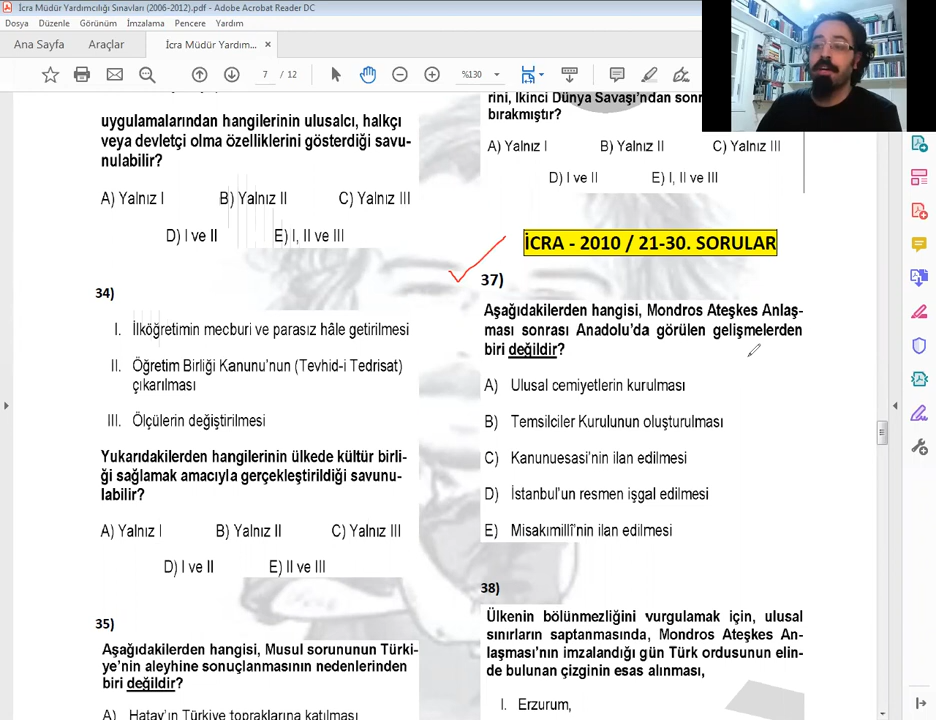 İcra Müdür Yardımcılığı Sınavları (2006-2012).pdf - Adobe Acrobat Reader DC
Dosya Düzenle Görünüm İmzalama Pencere Yardım
Ana Sayfa Araçlar İcra Müdür Yardım... ×
7 / 12 %130
uygulamalarından hangilerinin ulusalcı, halkçı
veya devletçi olma özelliklerini gösterdiği savu-
nulabilir?
A) Yalnız I B) Yalnız II C) Yalnız III
D) I ve II E) I, II ve III
34)
I. İlköğretimin mecburi ve parasız hâle getirilmesi
II. Öğretim Birliği Kanunu'nun (Tevhid-i Tedrisat)
çıkarılması
III. Ölçülerin değiştirilmesi
Yukarıdakilerden hangilerinin ülkede kültür birli-
ği sağlamak amacıyla gerçekleştirildiği savunu-
labilir?
A) Yalnız I B) Yalnız II C) Yalnız III
D) I ve II E) II ve III
35)
Aşağıdakilerden hangisi, Musul sorununun Türki-
ye'nin aleyhine sonuçlanmasının nedenlerinden
biri değildir?
A) Hatay'ın Türkiye topraklarına katılması
rini, İkinci Dünya Savaşı'ndan
bırakmıştır?
A) Yalnız I B) Yalnız II C) Yalnız III
D) I ve II E) I, II ve III
İCRA - 2010 / 21-30. SORULAR
37)
Aşağıdakilerden hangisi, Mondros Ateşkes Anlaş-
ması sonrası Anadolu'da görülen gelişmelerden
biri değildir?
A) Ulusal cemiyetlerin kurulması
B) Temsilciler Kurulunun oluşturulması
C) Kanunuesasi'nin ilan edilmesi
D) İstanbul'un resmen işgal edilmesi
E) Misakımillî'nin ilan edilmesi
38)
Ülkenin bölünmezliğini vurgulamak için, ulusal
sınırların saptanmasında, Mondros Ateşkes An-
laşması'nın imzalandığı gün Türk ordusunun elin-
de bulunan çizginin esas alınması,
I. Erzurum,